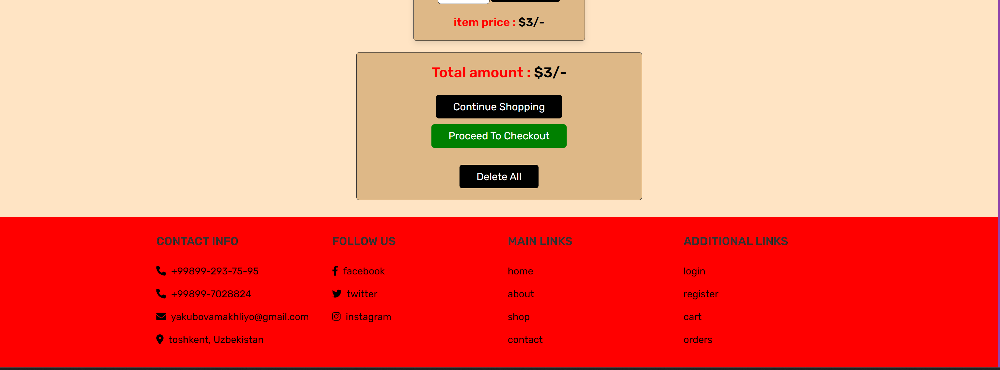 item price : $3/-
Total amount : $3/-
Continue Shopping
Proceed To Checkout
Delete All
CONTACT INFO
+99899-293-75-95
+99899-7028824
yakubovamakhliyo@gmail.com
toshkent, Uzbekistan
FOLLOW US
facebook
twitter
instagram
MAIN LINKS
home
about
shop
contact
ADDITIONAL LINKS
login
register
cart
orders